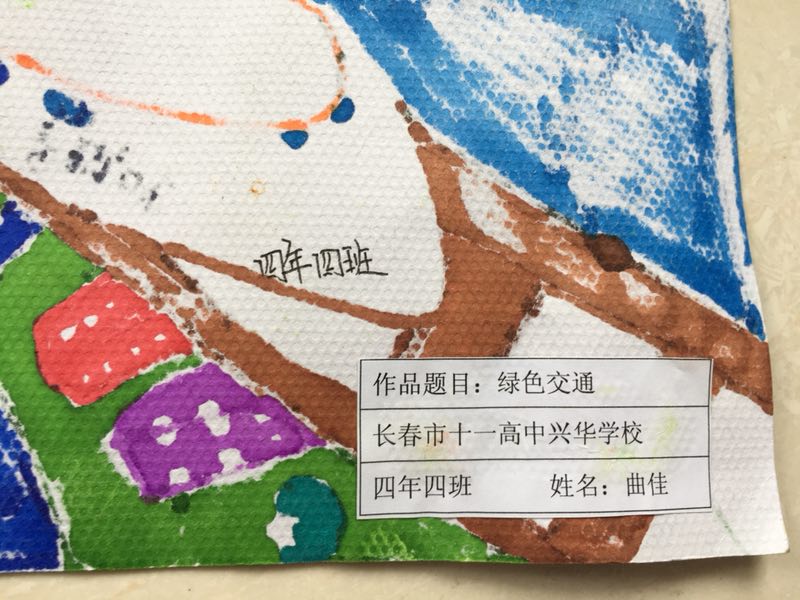 四年四班
作品题目：绿色交通
长春市十一高中兴华学校
四年四班 姓名：曲佳